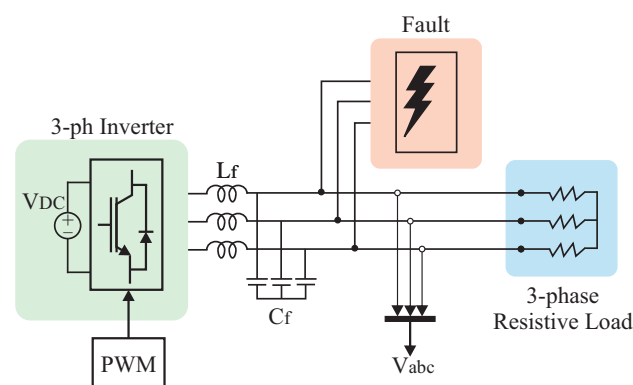 Fault
3-ph Inverter
Lf
VDC
Cf
3-phase
Resistive Load
Vabc
PWM